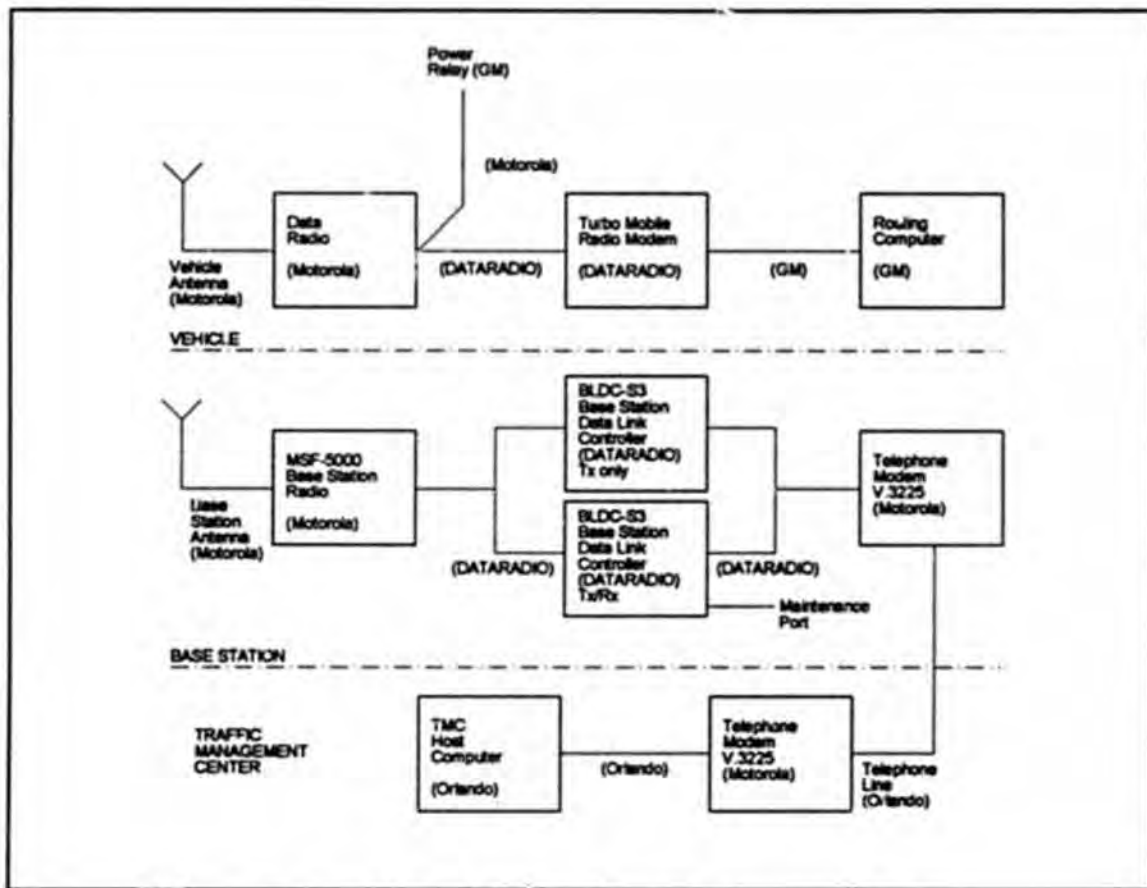 Power
Relay (GM)
(Motorola)
Data
Radio
(Motorola)
Turbo Mobile
Radio Modem
(DATARADIO)
Routing
Computer
(GM)
Vehicle
Antenna
(Motorola)
(DATARADIO)
(GM)
VEHICLE
MSF-5000
Base Station
Radio
(Motorola)
BLDC-S3
Base Station
Data Link
Controller
(DATARADIO)
Tx only
Telephone
Modem
V.3225
(Motorola)
Base
Station
Antenna
(Motorola)
(DATARADIO)
BLDC-S3
Base Station
Data Link
Controller
(DATARADIO)
Tx/Rx
(DATARADIO)
Maintenance
Port
BASE STATION
TRAFFIC
MANAGEMENT
CENTER
TMC
Host
Computer
(Orlando)
(Orlando)
Telephone
Modem
V.3225
(Motorola)
Telephone
Line
(Orlando)